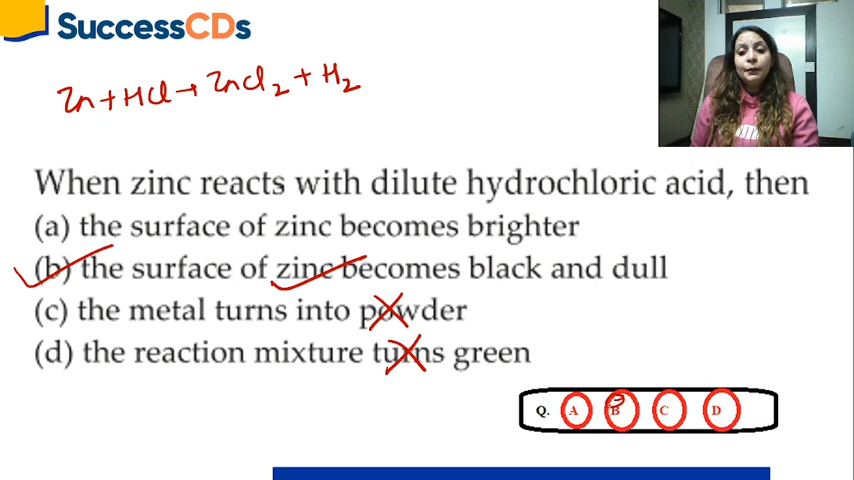 SuccessCDs
Zn + HCl → ZnCl₂ + H₂
When zinc reacts with dilute hydrochloric acid, then
(a) the surface of zinc becomes brighter
(b) the surface of zinc becomes black and dull
(c) the metal turns into powder
(d) the reaction mixture turns green
Q. A B C D